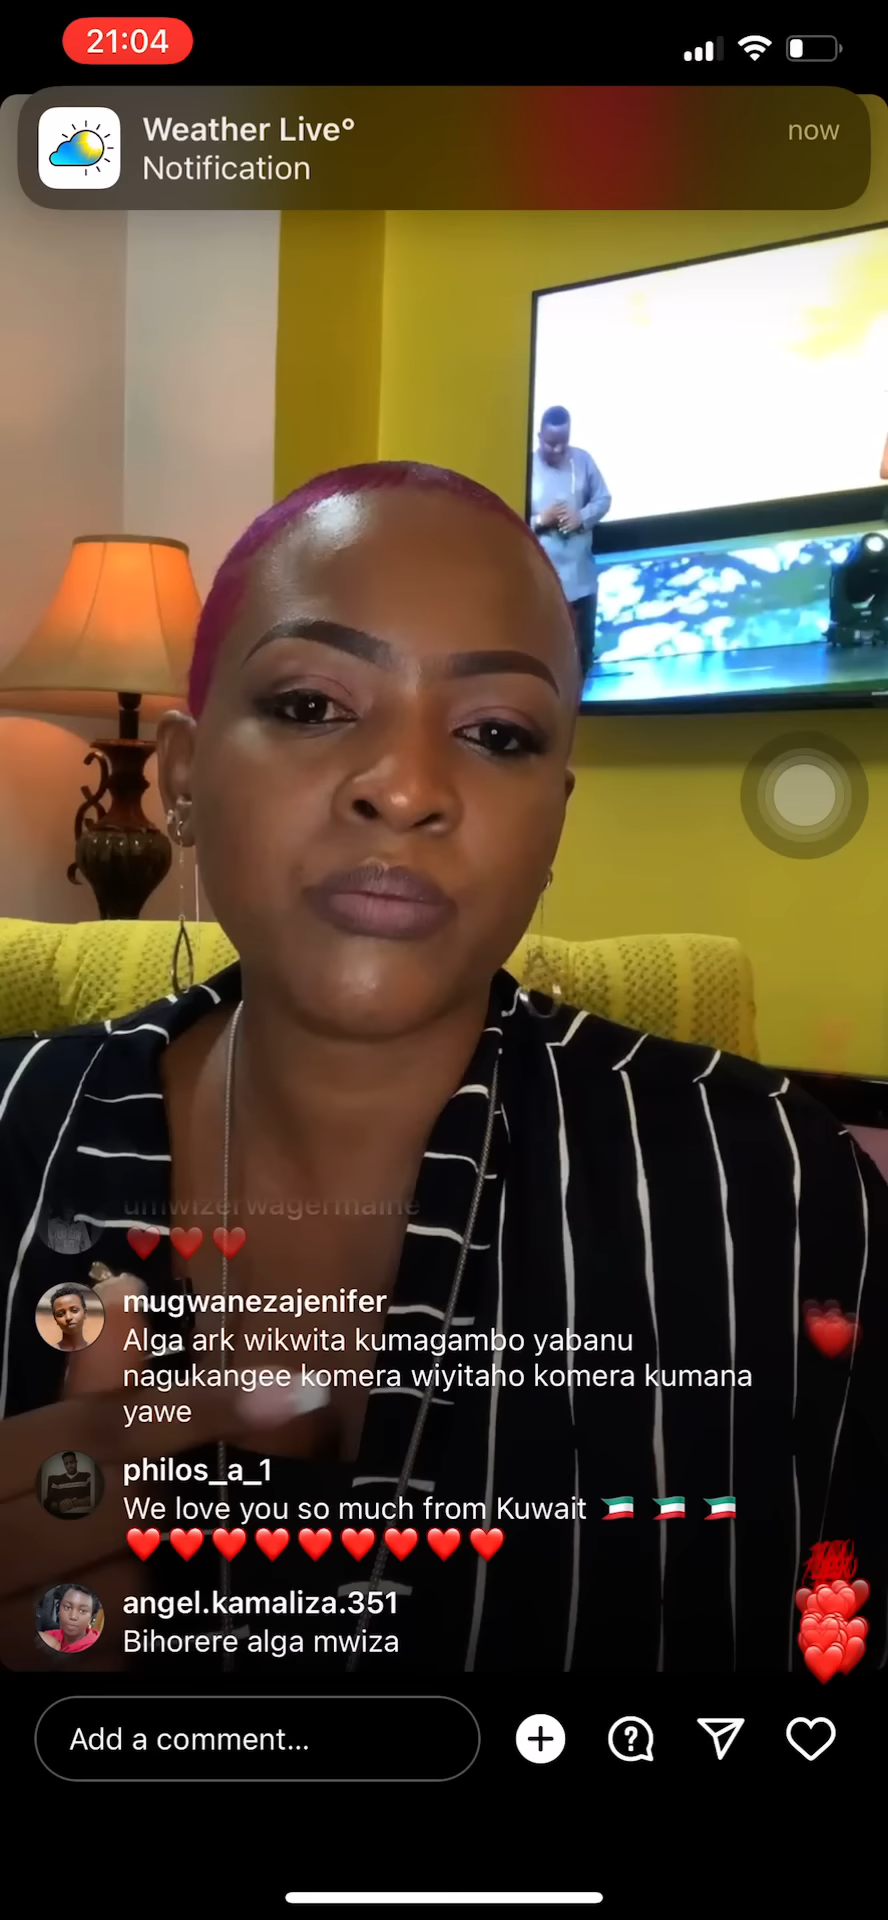 21:04
Weather Live°
now
Notification
umwizerwagermaine
❤️ ❤️ ❤️
mugwanezajenifer
Alga ark wikwita kumagambo yabanu
nagukangee komera wiyitaho komera kumana
yawe
philos_a_1
We love you so much from Kuwait 🇰🇼 🇰🇼 🇰🇼
❤️❤️❤️❤️❤️❤️❤️❤️❤️
angel.kamaliza.351
Bihorere alga mwiza
Add a comment...